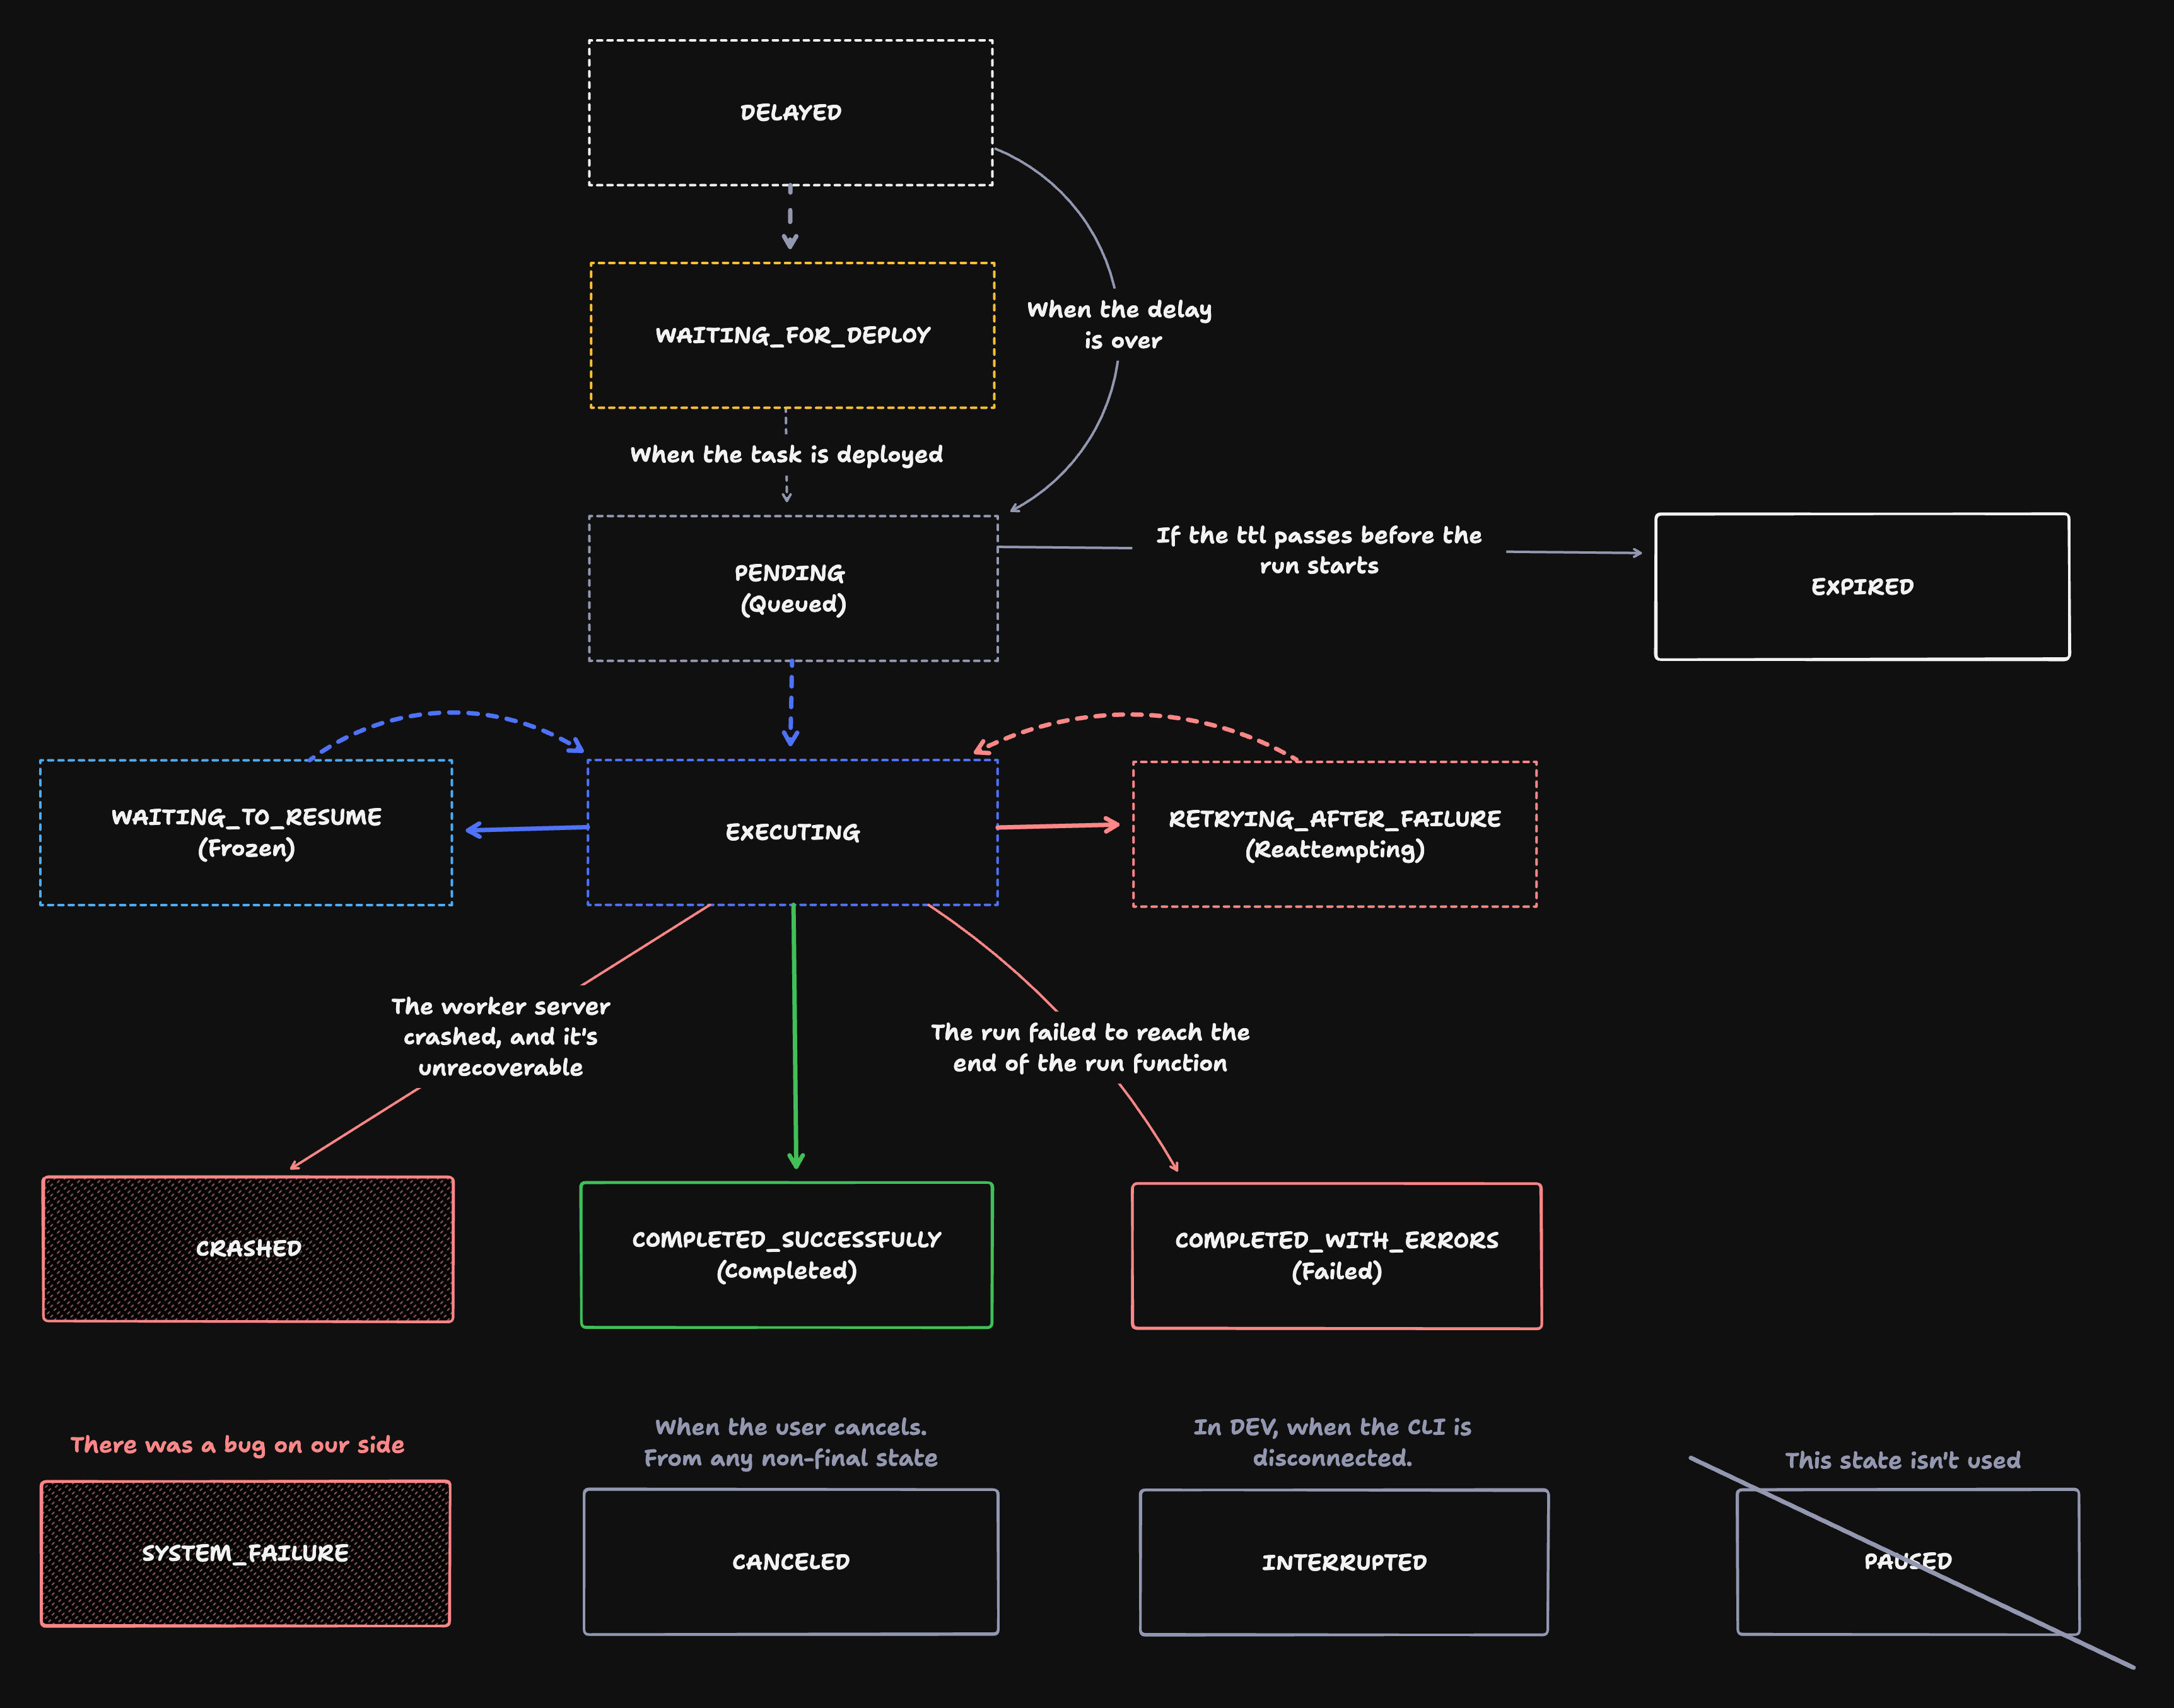 DELAYED
WAITING_FOR_DEPLOY
When the delay
is over
When the task is deployed
PENDING
(Queued)
If the ttl passes before the
run starts
EXPIRED
WAITING_TO_RESUME
(Frozen)
EXECUTING
RETRYING_AFTER_FAILURE
(Reattempting)
The worker server
crashed, and it's
unrecoverable
The run failed to reach the
end of the run function
CRASHED
COMPLETED_SUCCESSFULLY
(Completed)
COMPLETED_WITH_ERRORS
(Failed)
There was a bug on our side
SYSTEM_FAILURE
When the user cancels.
From any non-final state
CANCELED
In DEV, when the CLI is
disconnected.
INTERRUPTED
This state isn't used
PAUSED